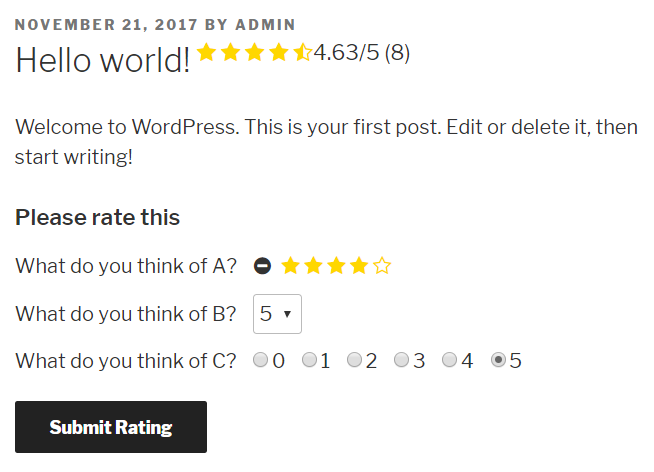 NOVEMBER 21, 2017 BY ADMIN
Hello world! 4.63/5 (8)
Welcome to WordPress. This is your first post. Edit or delete it, then
start writing!
Please rate this
What do you think of A?
What do you think of B? 5
What do you think of C? 0 1 2 3 4 5
Submit Rating